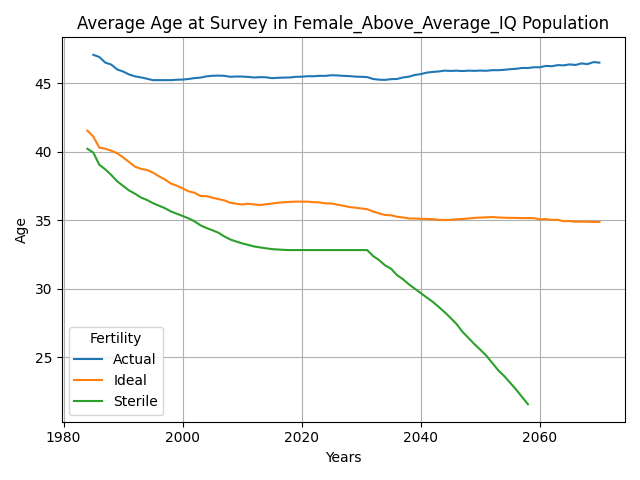 Average Age at Survey in Female_Above_Average_IQ Population
Age
45
40
35
30
25
Fertility
Actual
Ideal
Sterile
1980
2000
2020
2040
2060
Years